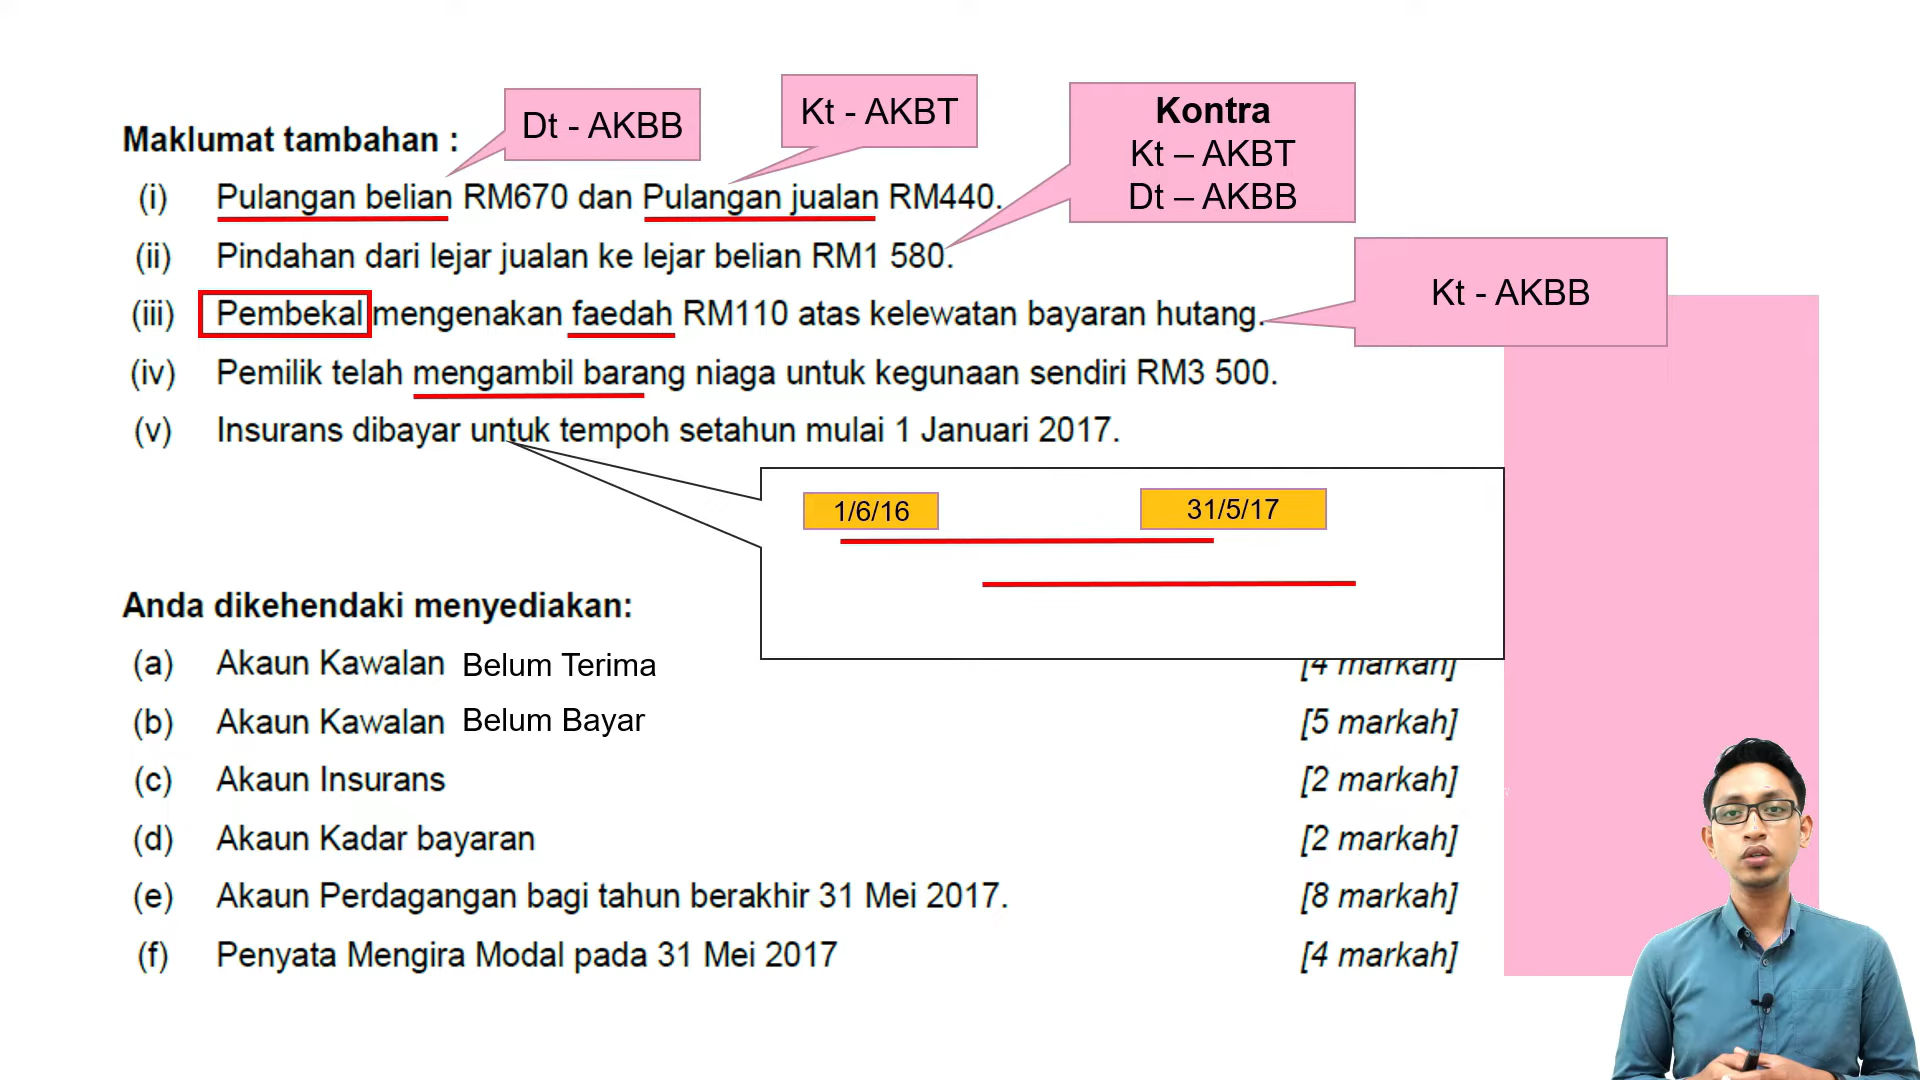 Dt - AKBB
Kt - AKBT
Kontra
Kt – AKBT
Dt – AKBB
Maklumat tambahan :
(i) Pulangan belian RM670 dan Pulangan jualan RM440.
(ii) Pindahan dari lejar jualan ke lejar belian RM1 580.
Kt - AKBB
(iii) Pembekal mengenakan faedah RM110 atas kelewatan bayaran hutang.
(iv) Pemilik telah mengambil barang niaga untuk kegunaan sendiri RM3 500.
(v) Insurans dibayar untuk tempoh setahun mulai 1 Januari 2017.
1/6/16 31/5/17
Anda dikehendaki menyediakan:
(a) Akaun Kawalan Belum Terima [4 markah]
(b) Akaun Kawalan Belum Bayar [5 markah]
(c) Akaun Insurans [2 markah]
(d) Akaun Kadar bayaran [2 markah]
(e) Akaun Perdagangan bagi tahun berakhir 31 Mei 2017. [8 markah]
(f) Penyata Mengira Modal pada 31 Mei 2017 [4 markah]